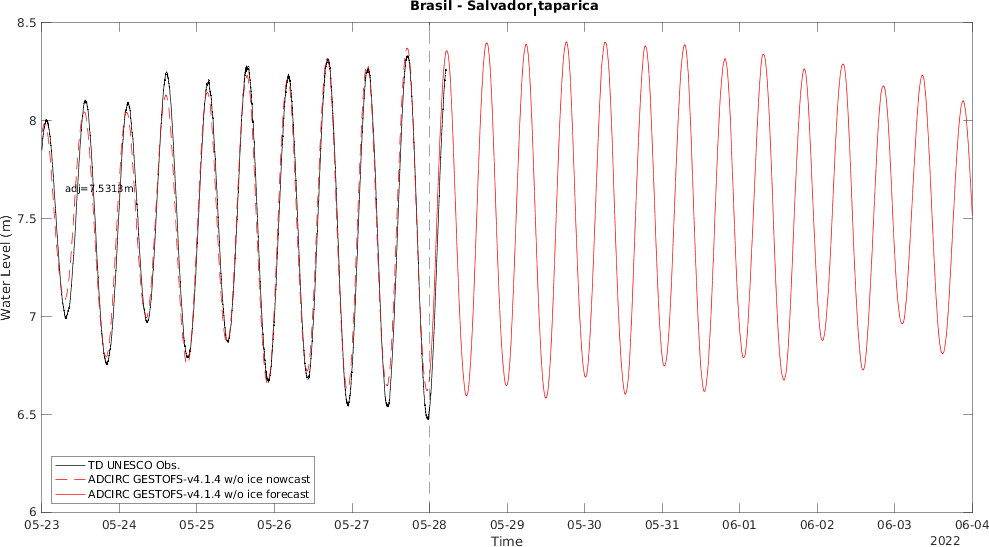 Brasil - Salvador_Itaparica
8.5
8
adj=7.5313m
7.5
Water Level (m)
7
6.5
TD UNESCO Obs.
ADCIRC GESTOFS-v4.1.4 w/o ice nowcast
ADCIRC GESTOFS-v4.1.4 w/o ice forecast
6
05-23 05-24 05-25 05-26 05-27 05-28 05-29 05-30 05-31 06-01 06-02 06-03 06-04
Time
2022